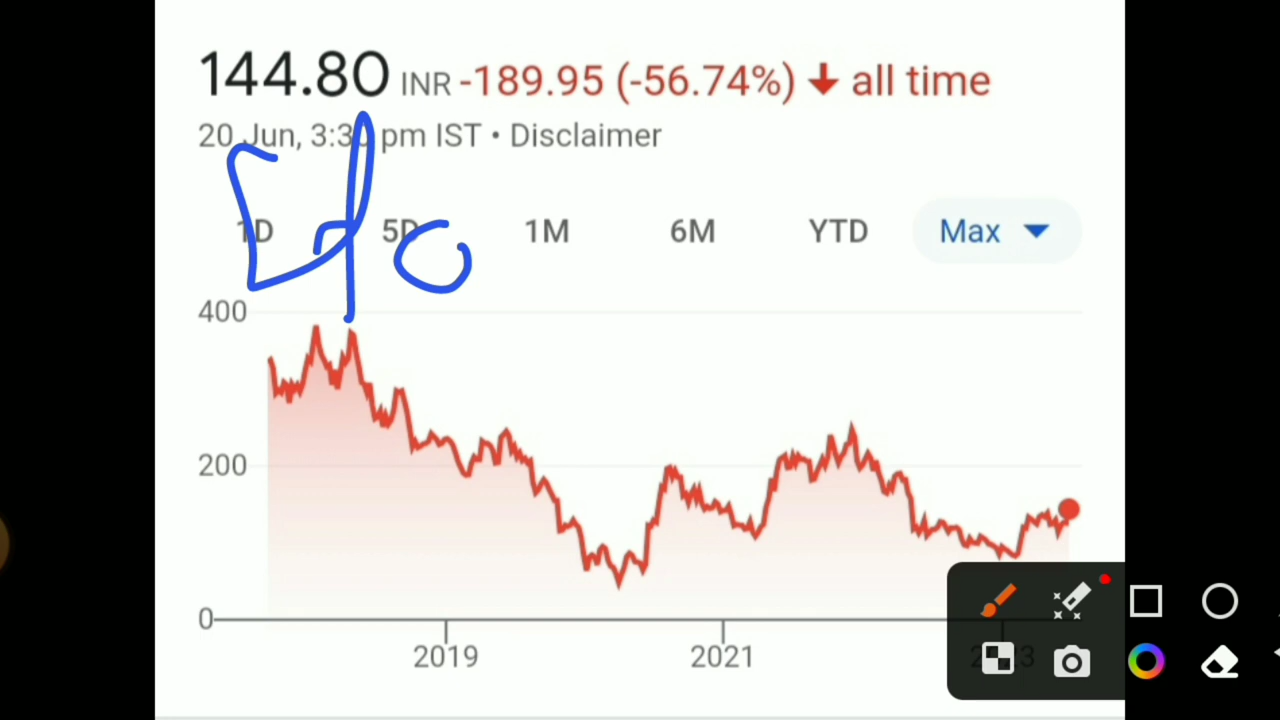 144.80 INR -189.95 (-56.74%) ↓ all time
20 Jun, 3:30 pm IST • Disclaimer
1D 5D 1M 6M YTD Max
400
200
0
2019 2021